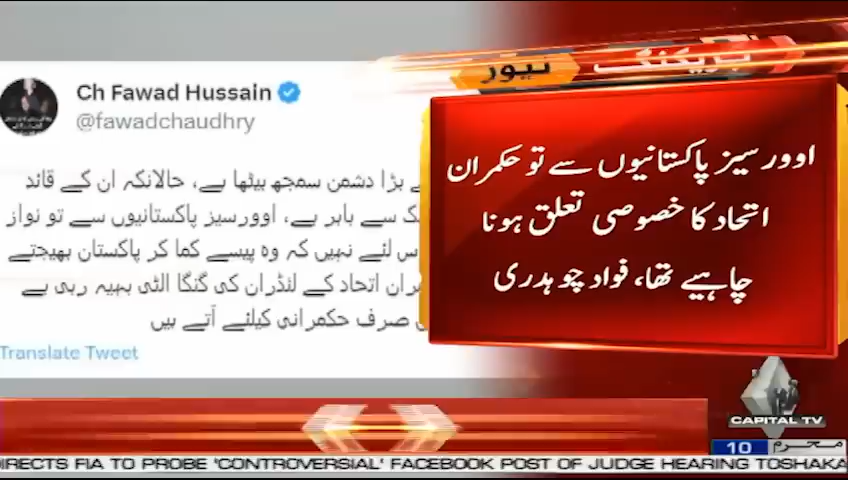 Ch Fawad Hussain
@fawadchaudhry
بڑا دشمن سمجھ بیٹھا ہے، حالانکہ ان کے قائد
سے باہر ہے، اوورسیز پاکستانیوں سے تو نواز
لئے نہیں کہ وہ پیسے کما کر پاکستان بھیجتے
اتحاد کے لنڈران کی گنگا الٹی بہیہ رہی ہے
صرف حکمرانی کیلئے آتے ہیں
Translate Tweet
بریکنگ نیوز
اوورسیز پاکستانیوں سے تو حکمران
اتحاد کا خصوصی تعلق ہونا
چاہیے تھا، فواد چوہدری
CAPITAL TV
10 محرم
DIRECTS FIA TO PROBE 'CONTROVERSIAL' FACEBOOK POST OF JUDGE HEARING TOSHAKA